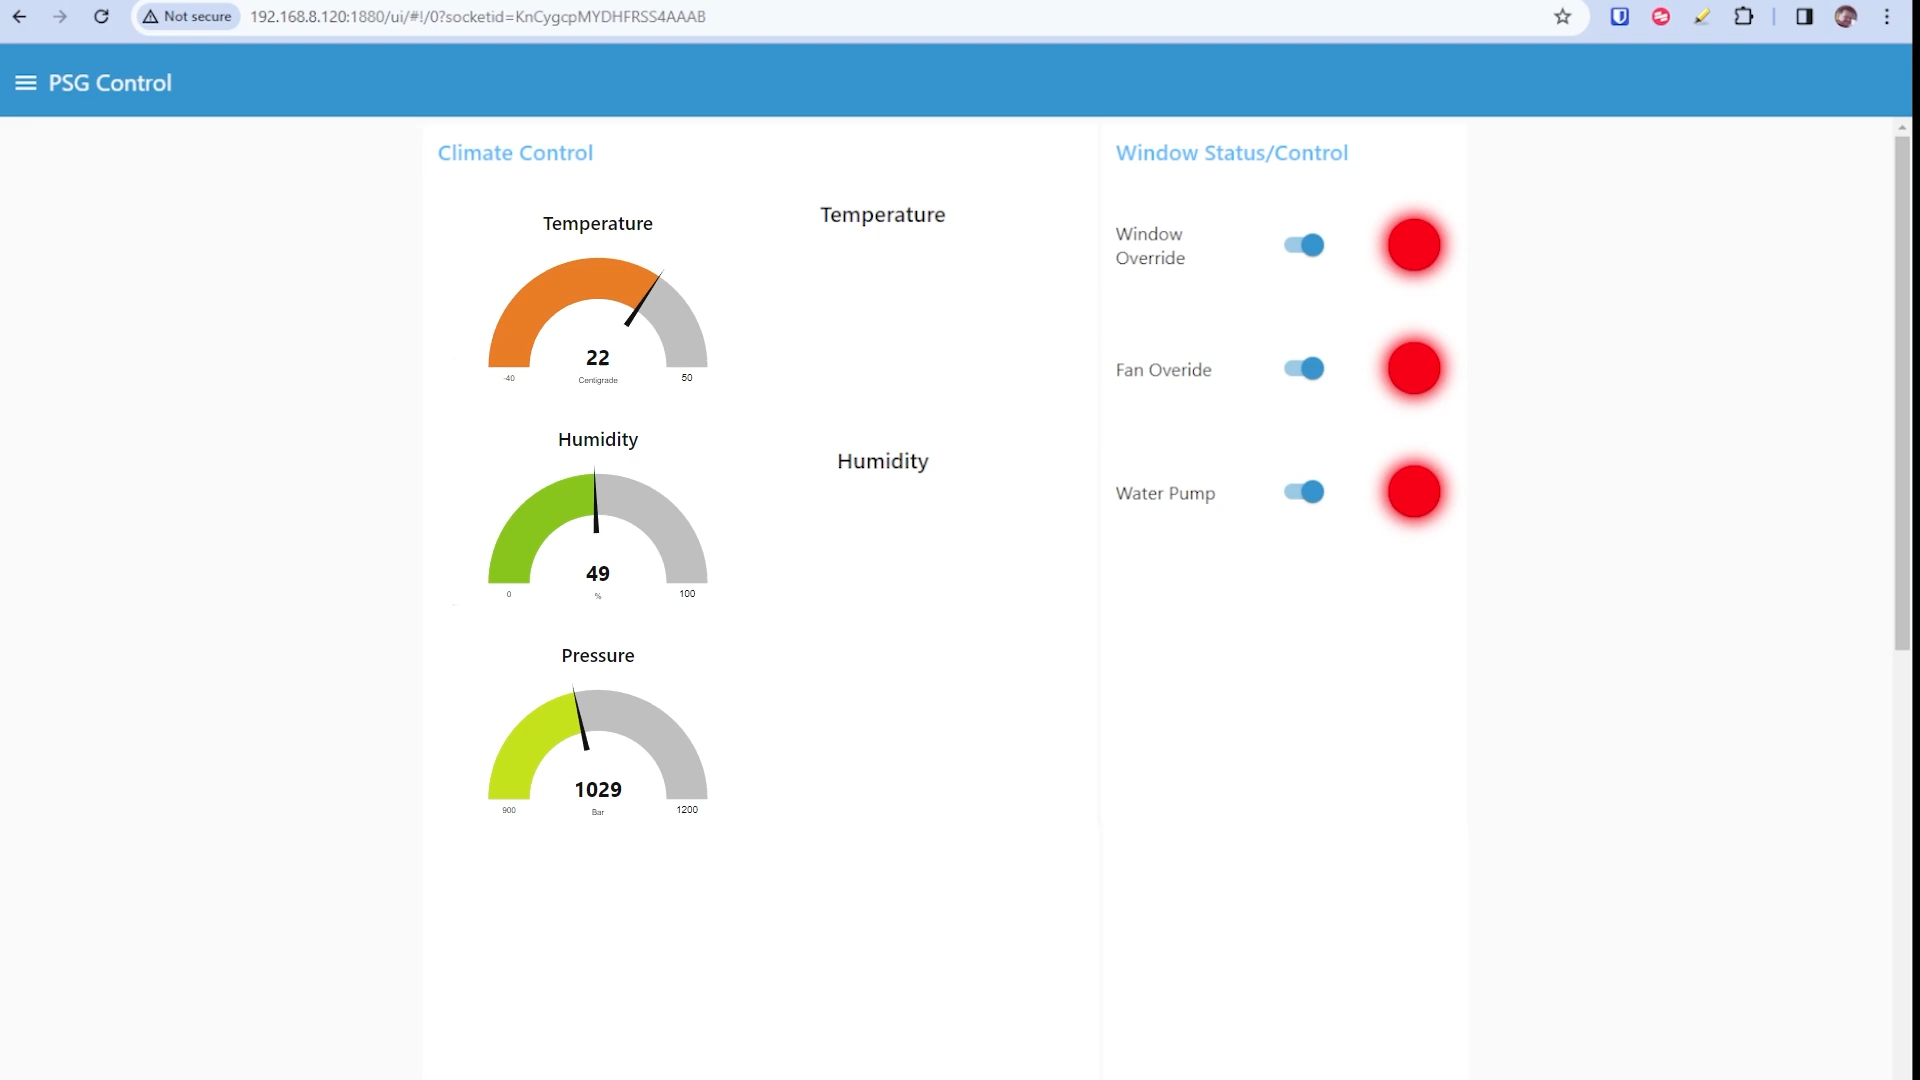 Not secure
192.168.8.120:1880/ui/#!/0?socketid=KnCygcpMYDHFRSS4AAAB
PSG Control
Climate Control
Temperature
22
-40
Centigrade
50
Humidity
49
0
%
100
Pressure
1029
900
Bar
1200
Temperature
Humidity
Window Status/Control
Window
Override
Fan Overide
Water Pump